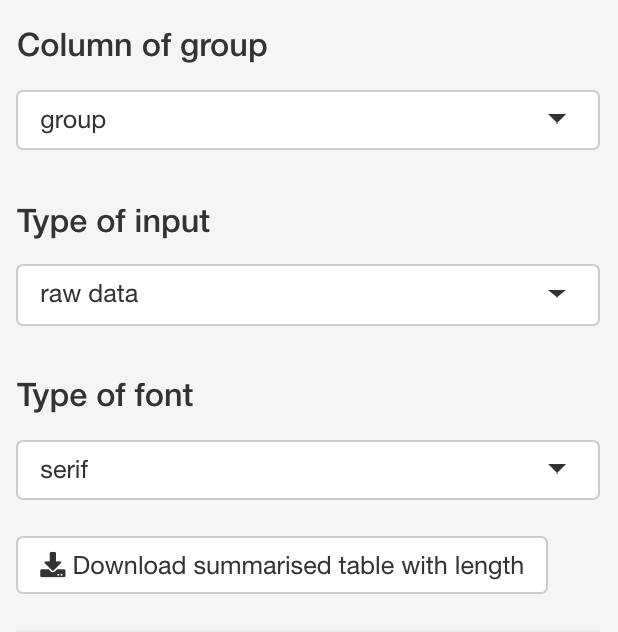 Column of group
group
Type of input
raw data
Type of font
serif
Download summarised table with length